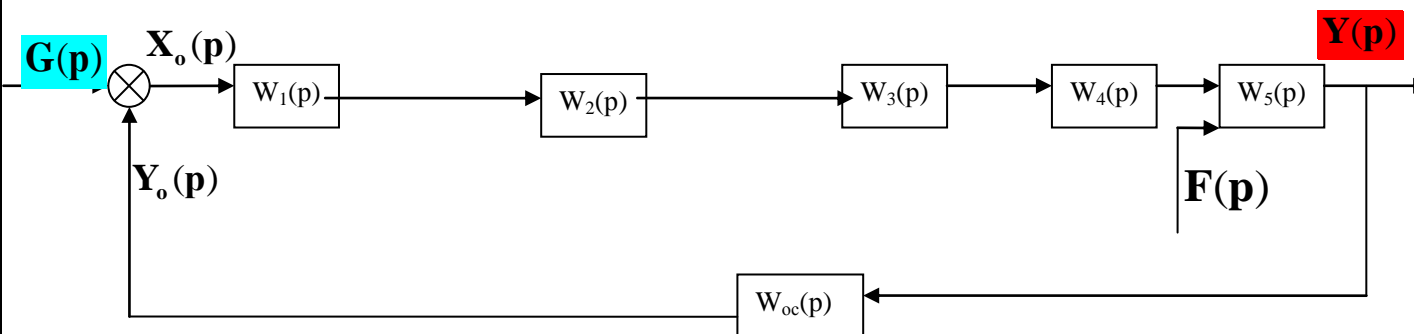 G(p)
Xₒ(p)
W₁(p)
W₂(p)
W₃(p)
W₄(p)
W₅(p)
Y(p)
Yₒ(p)
F(p)
Wₒc(p)